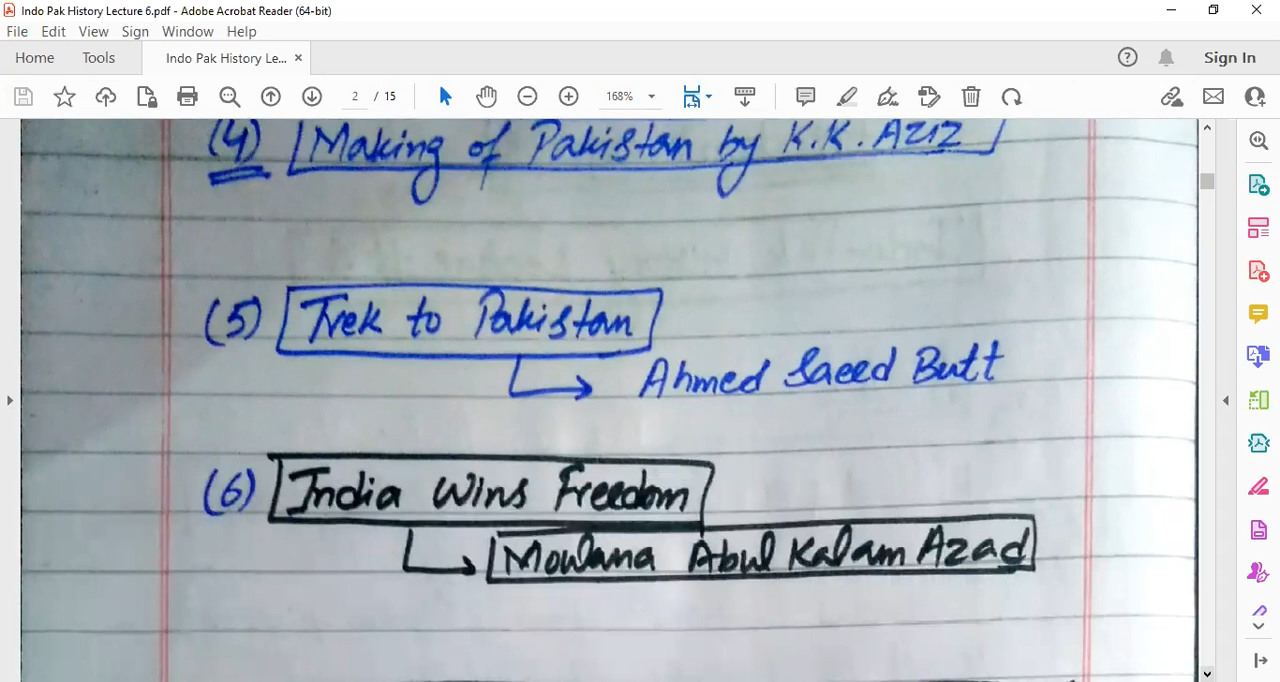 Indo Pak History Lecture 6.pdf - Adobe Acrobat Reader (64-bit)
File Edit View Sign Window Help
Home Tools Indo Pak History Le... × Sign In
2 / 15 168%
(4) Making of Pakistan by K.K. AZIZ
(5) Trek to Pakistan
Ahmed Saeed Butt
(6) India Wins Freedom
Moulana Abul Kalam Azad